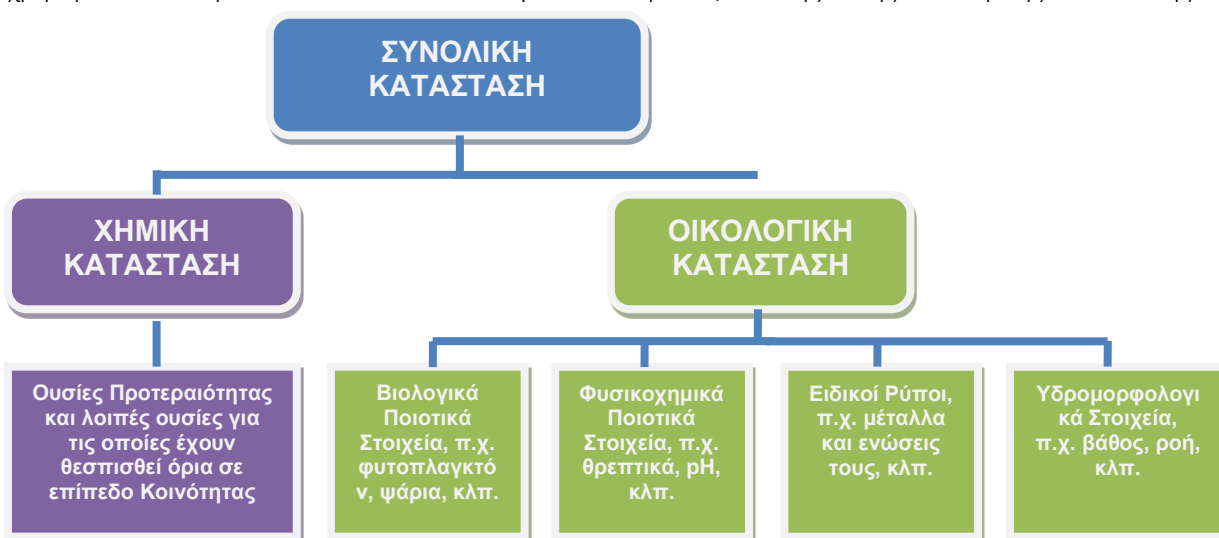 ΣΥΝΟΛΙΚΗ
ΚΑΤΑΣΤΑΣΗ
ΧΗΜΙΚΗ
ΚΑΤΑΣΤΑΣΗ
ΟΙΚΟΛΟΓΙΚΗ
ΚΑΤΑΣΤΑΣΗ
Ουσίες Προτεραιότητας
και λοιπές ουσίες για
τις οποίες έχουν
θεσπισθεί όρια σε
επίπεδο Κοινότητας
Βιολογικά
Ποιοτικά
Στοιχεία, π.χ.
φυτοπλαγκτό
ν, ψάρια, κλπ.
Φυσικοχημικά
Ποιοτικά
Στοιχεία, π.χ.
θρεπτικά, pH,
κλπ.
Ειδικοί Ρύποι,
π.χ. μέταλλα
και ενώσεις
τους, κλπ.
Υδρομορφολογι
κά Στοιχεία,
π.χ. βάθος, ροή,
κλπ.